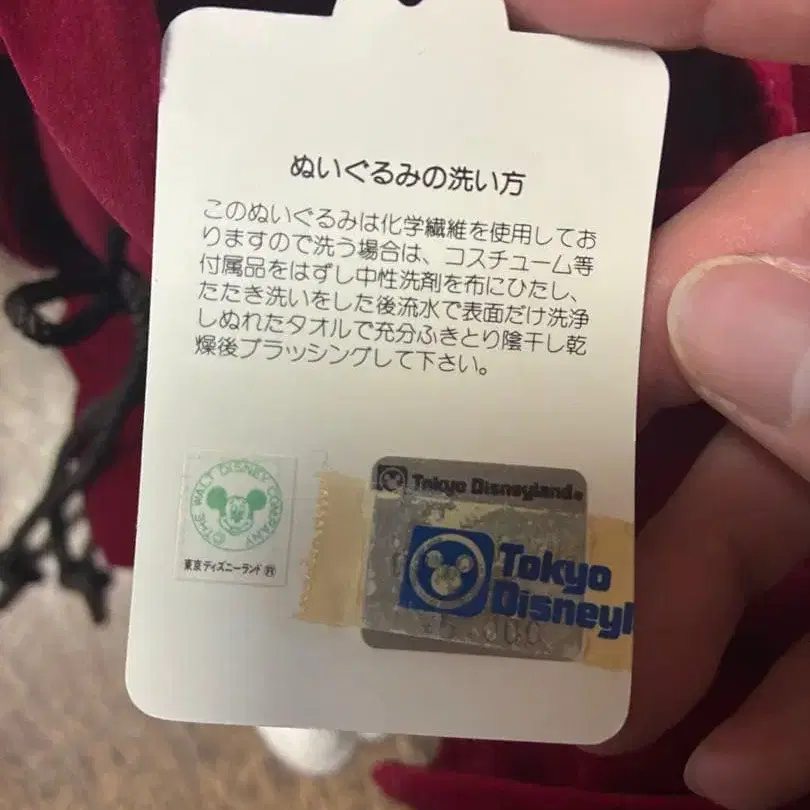 ぬいぐるみの洗い方
このぬいぐるみは化学繊維を使用してお
りますので洗う場合は、コスチューム等
付属品をはずし中性洗剤を布にひたし、
たたき洗いをした後流水で表面だけ洗浄
しぬれたタオルで充分ふきとり陰干し乾
燥後ブラッシングして下さい。
©THE WALT DISNEY COMPANY
東京ディズニーランド
Tokyo Disneyland®
Tokyo
Disneyl
¥5,000